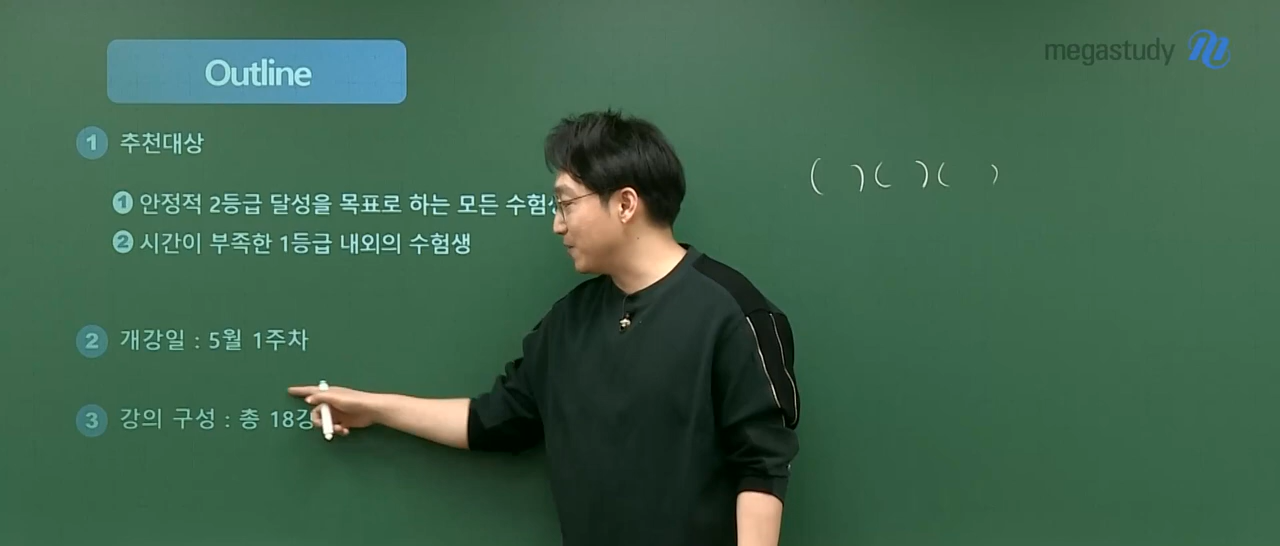 Outline
megastudy
1 추천대상
1 안정적 2등급 달성을 목표로 하는 모든 수험
2 시간이 부족한 1등급 내외의 수험생
( ) ( ) ( )
2 개강일 : 5월 1주차
3 강의 구성 : 총 18강